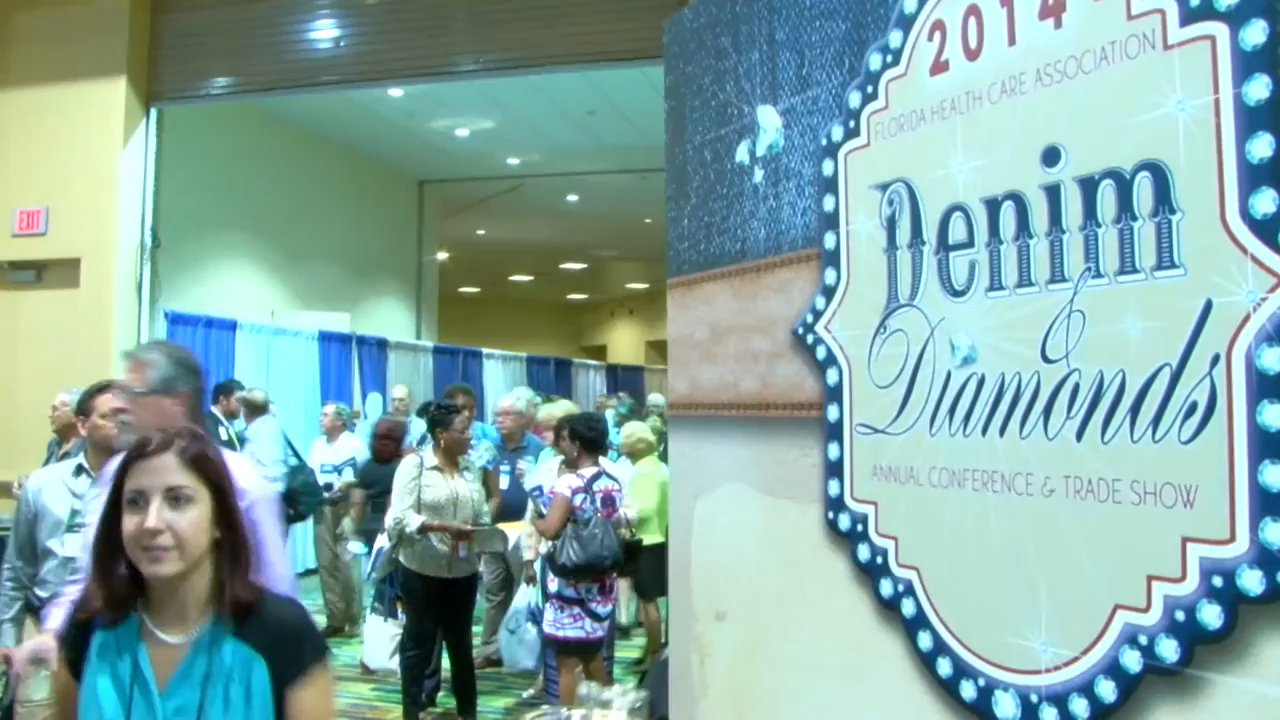 EXIT
2014
FLORIDA HEALTH CARE ASSOCIATION
Denim
&
Diamonds
ANNUAL CONFERENCE & TRADE SHOW